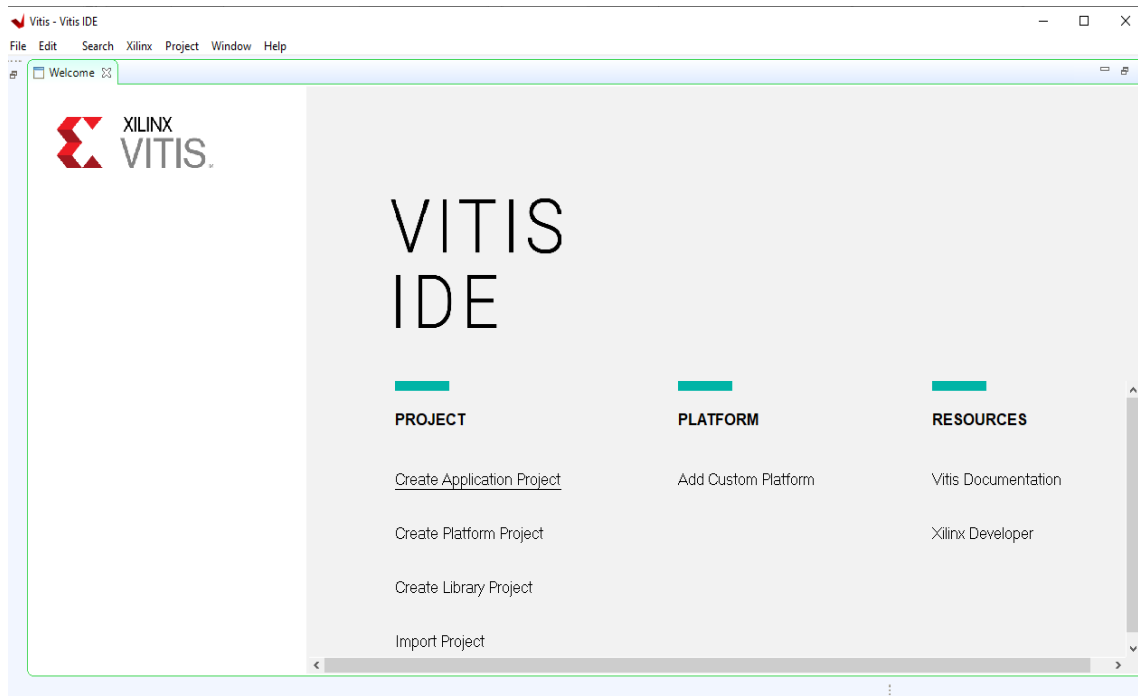 Vitis - Vitis IDE
File Edit Search Xilinx Project Window Help
Welcome
XILINX
VITIS
VITIS
IDE
PROJECT PLATFORM RESOURCES
Create Application Project Add Custom Platform Vitis Documentation
Create Platform Project Xilinx Developer
Create Library Project
Import Project